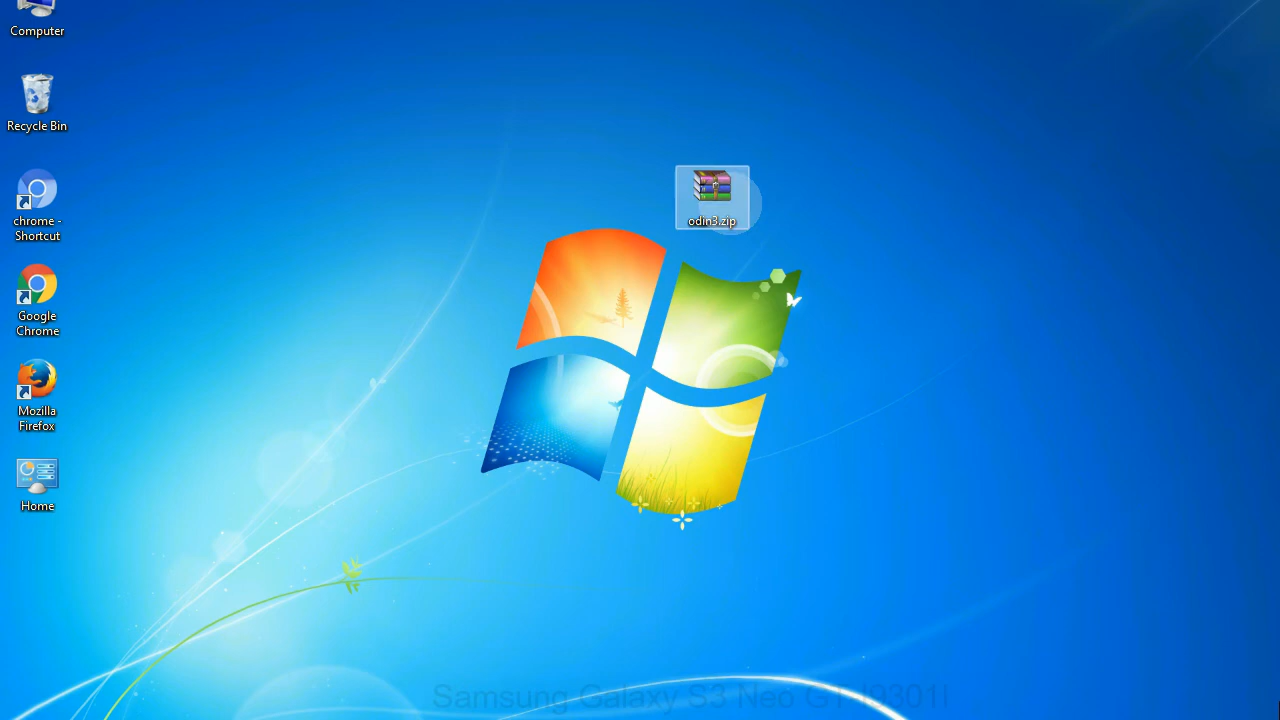 Computer
Recycle Bin
chrome -
Shortcut
Google
Chrome
Mozilla
Firefox
Home
odin3.zip
Samsung Galaxy S3 Neo GT-I9301I